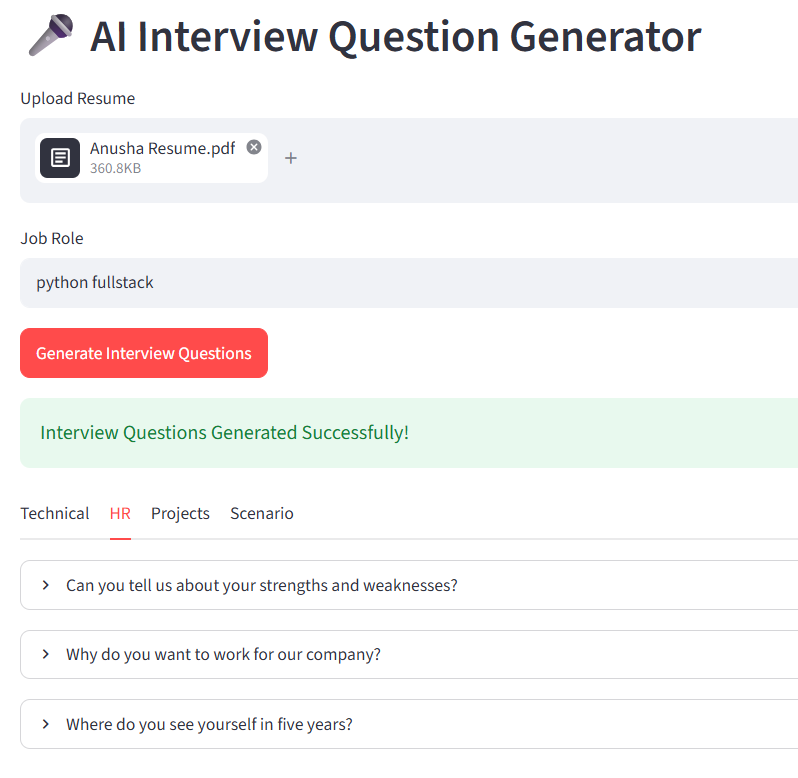 AI Interview Question Generator
Upload Resume
Anusha Resume.pdf
360.8KB
Job Role
python fullstack
Generate Interview Questions
Interview Questions Generated Successfully!
Technical HR Projects Scenario
Can you tell us about your strengths and weaknesses?
Why do you want to work for our company?
Where do you see yourself in five years?